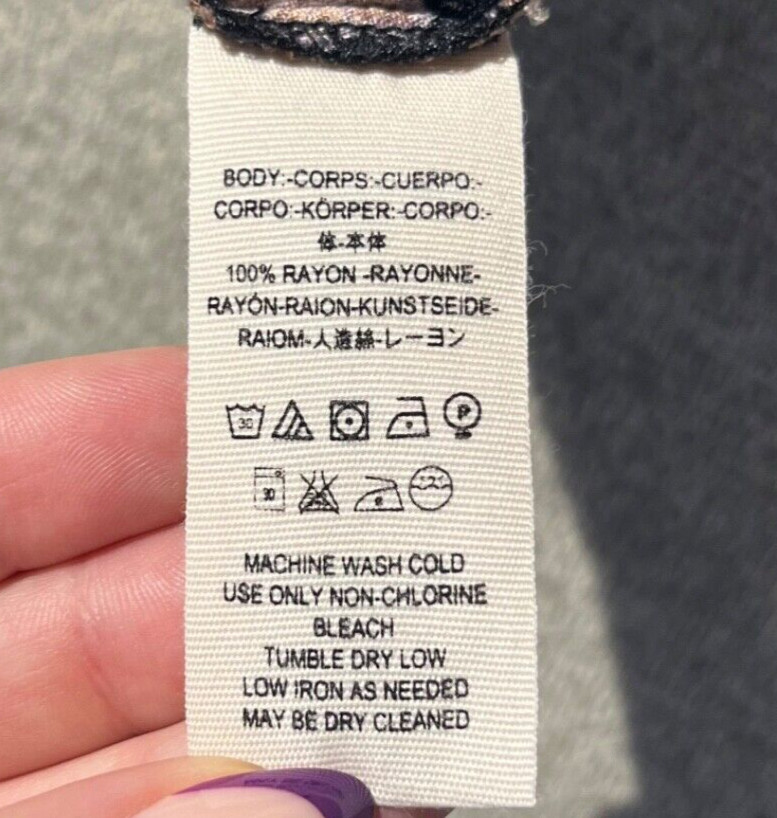 BODY:-CORPS:-CUERPO:-
CORPO:-KÖRPER:-CORPO:-
体-本体
100% RAYON -RAYONNE-
RAYÓN-RAION-KUNSTSEIDE-
RAIOM-人造絲-レーヨン
30 P
30
MACHINE WASH COLD
USE ONLY NON-CHLORINE
BLEACH
TUMBLE DRY LOW
LOW IRON AS NEEDED
MAY BE DRY CLEANED